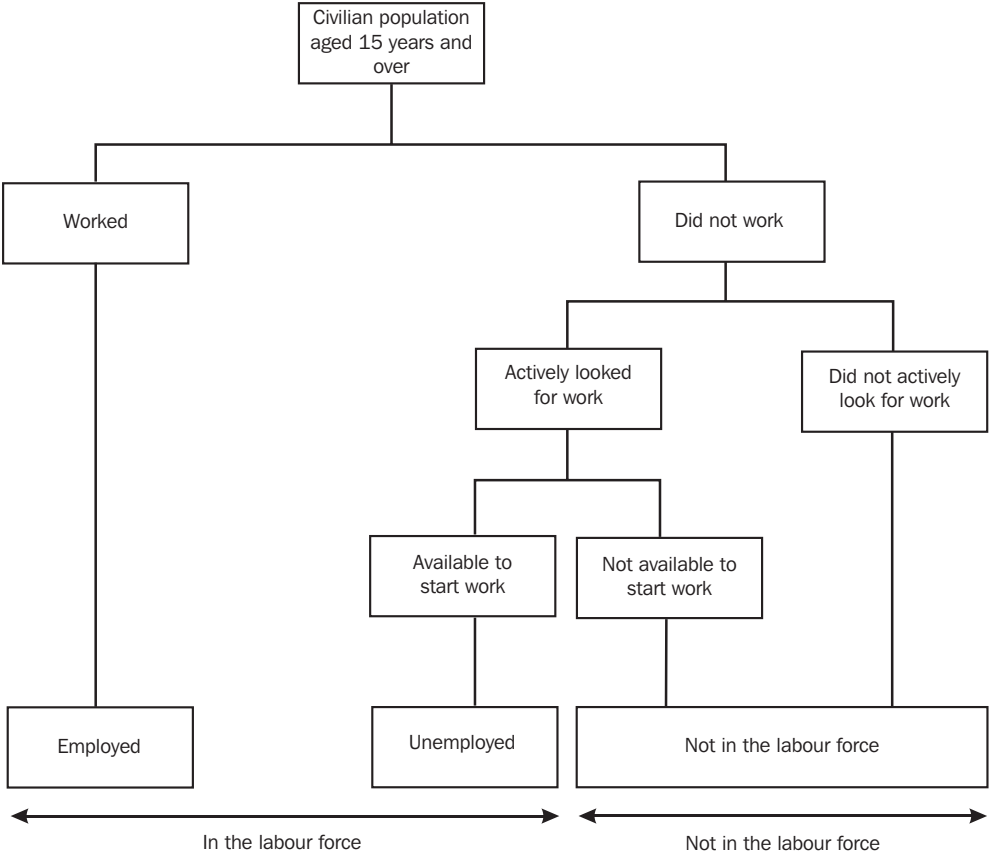 Civilian population
aged 15 years and
over
Worked
Did not work
Actively looked
for work
Did not actively
look for work
Available to
start work
Not available to
start work
Employed
Unemployed
Not in the labour force
In the labour force
Not in the labour force